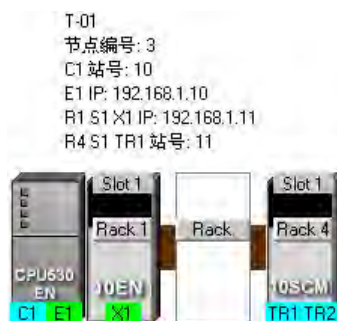 T-01
节点编号: 3
C1 站号: 10
E1 IP: 192.168.1.10
R1 S1 X1 IP: 192.168.1.11
R4 S1 TR1 站号: 11
Slot 1
Slot 1
Rack 1
Rack
Rack 4
CPU530
EN
10EN
10SCM
C1 E1
X1
TR1 TR2